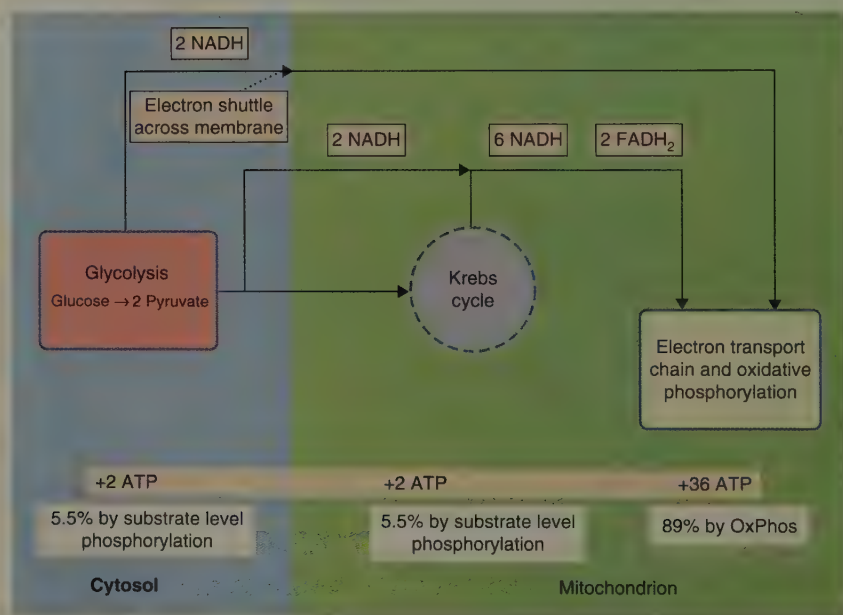 2 NADH
Electron shuttle
across membrane
2 NADH
6 NADH
2 FADH₂
Glycolysis
Glucose → 2 Pyruvate
Krebs
cycle
Electron transport
chain and oxidative
phosphorylation
+2 ATP
+2 ATP
+36 ATP
5.5% by substrate level
phosphorylation
5.5% by substrate level
phosphorylation
89% by OxPhos
Cytosol
Mitochondrion